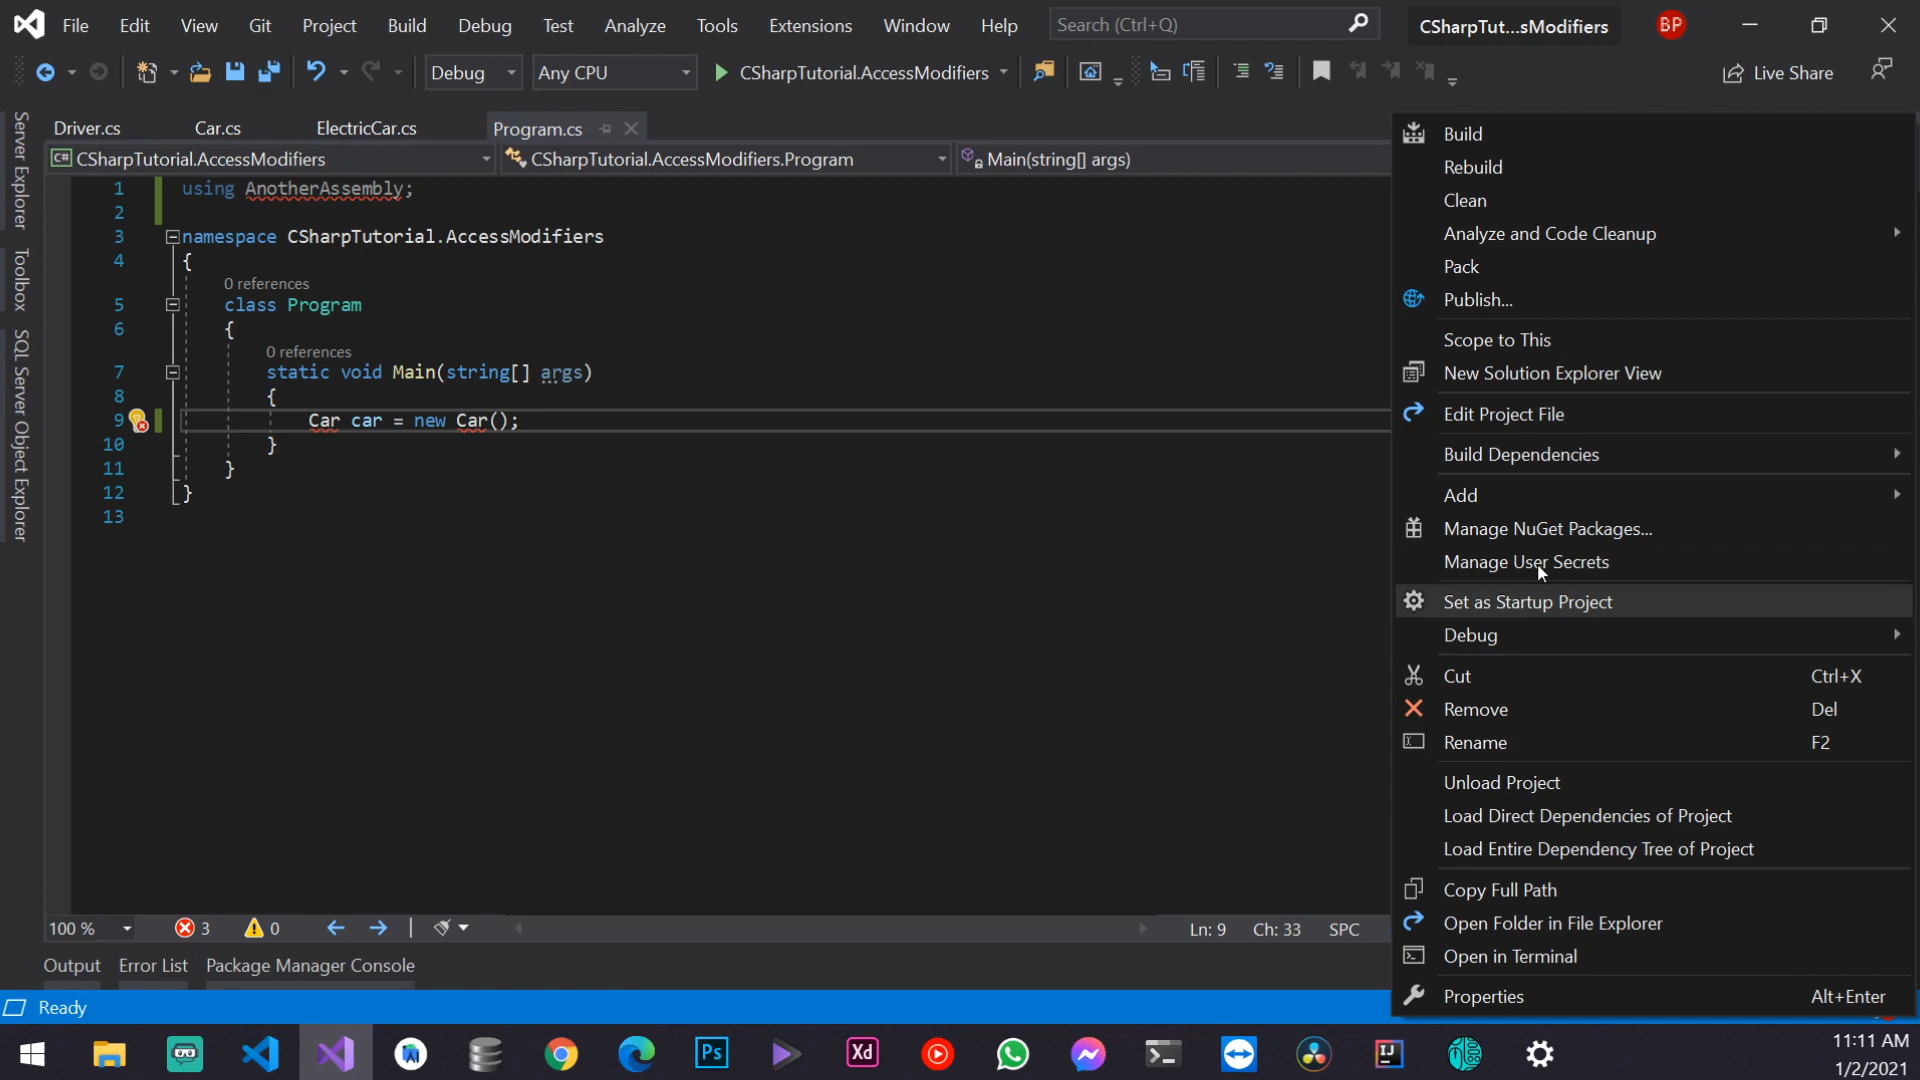 File Edit View Git Project Build Debug Test Analyze Tools Extensions Window Help Search (Ctrl+Q) CSharpTut...sModifiers BP
Debug Any CPU CSharpTutorial.AccessModifiers Live Share
Driver.cs Car.cs ElectricCar.cs Program.cs
C# CSharpTutorial.AccessModifiers CSharpTutorial.AccessModifiers.Program Main(string[] args)
Server Explorer
Toolbox
SQL Server Object Explorer
1 using AnotherAssembly;
2
3 namespace CSharpTutorial.AccessModifiers
4 {
0 references
5 class Program
6 {
0 references
7 static void Main(string[] args)
8 {
9 Car car = new Car();
10 }
11 }
12 }
13
Build
Rebuild
Clean
Analyze and Code Cleanup
Pack
Publish...
Scope to This
New Solution Explorer View
Edit Project File
Build Dependencies
Add
Manage NuGet Packages...
Manage User Secrets
Set as Startup Project
Debug
Cut Ctrl+X
Remove Del
Rename F2
Unload Project
Load Direct Dependencies of Project
Load Entire Dependency Tree of Project
Copy Full Path
Open Folder in File Explorer
Open in Terminal
Properties Alt+Enter
100 % 3 0 Ln: 9 Ch: 33 SPC
Output Error List Package Manager Console
Ready
Ps Xd IJ
11:11 AM
1/2/2021